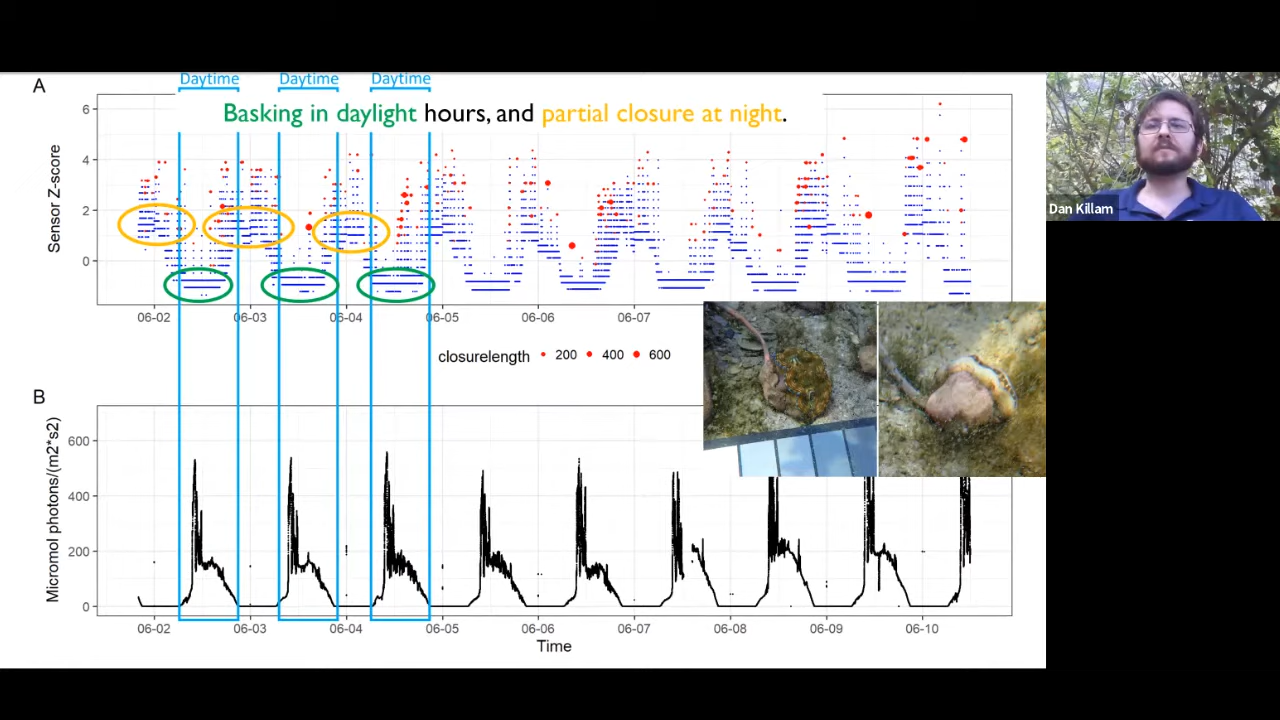 Daytime Daytime Daytime
A
Basking in daylight hours, and partial closure at night.
6
4
2
0
Sensor Z-score
06-02 06-03 06-04 06-05 06-06 06-07
closurelength 200 400 600
Dan Killam
B
600
400
200
0
Micromol photons/(m2*s2)
06-02 06-03 06-04 06-05 06-06 06-07 06-08 06-09 06-10
Time